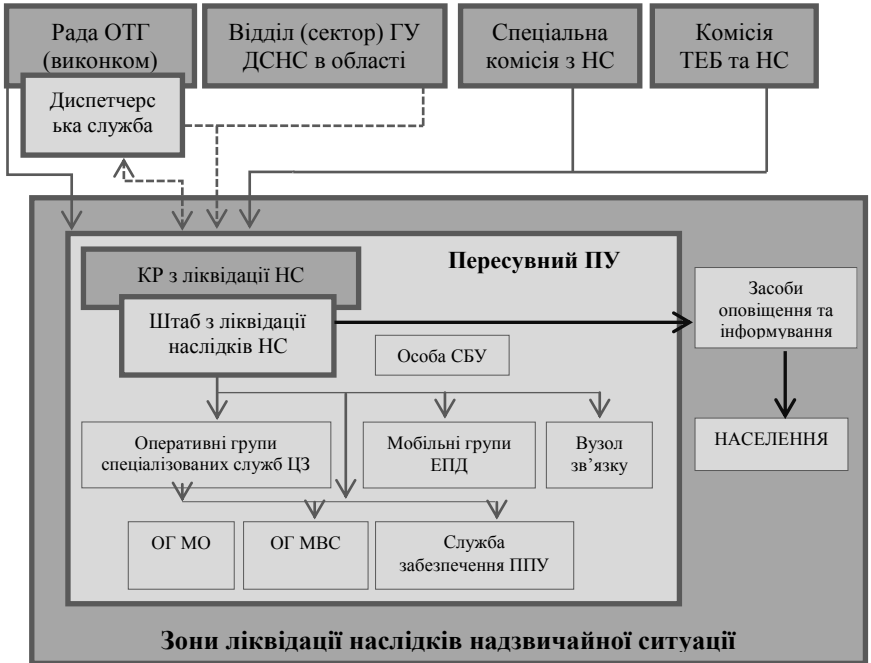 Рада ОТГ
(виконком)
Відділ (сектор) ГУ
ДСНС в області
Спеціальна
комісія з НС
Комісія
ТЕБ та НС
Диспетчерс
ька служба
КР з ліквідації НС
Пересувний ПУ
Штаб з ліквідації
наслідків НС
Особа СБУ
Засоби
оповіщення та
інформування
Оперативні групи
спеціалізованих служб ЦЗ
Мобільні групи
ЕПД
Вузол
зв’язку
НАСЕЛЕННЯ
ОГ МО
ОГ МВС
Служба
забезпечення ППУ
Зони ліквідації наслідків надзвичайної ситуації